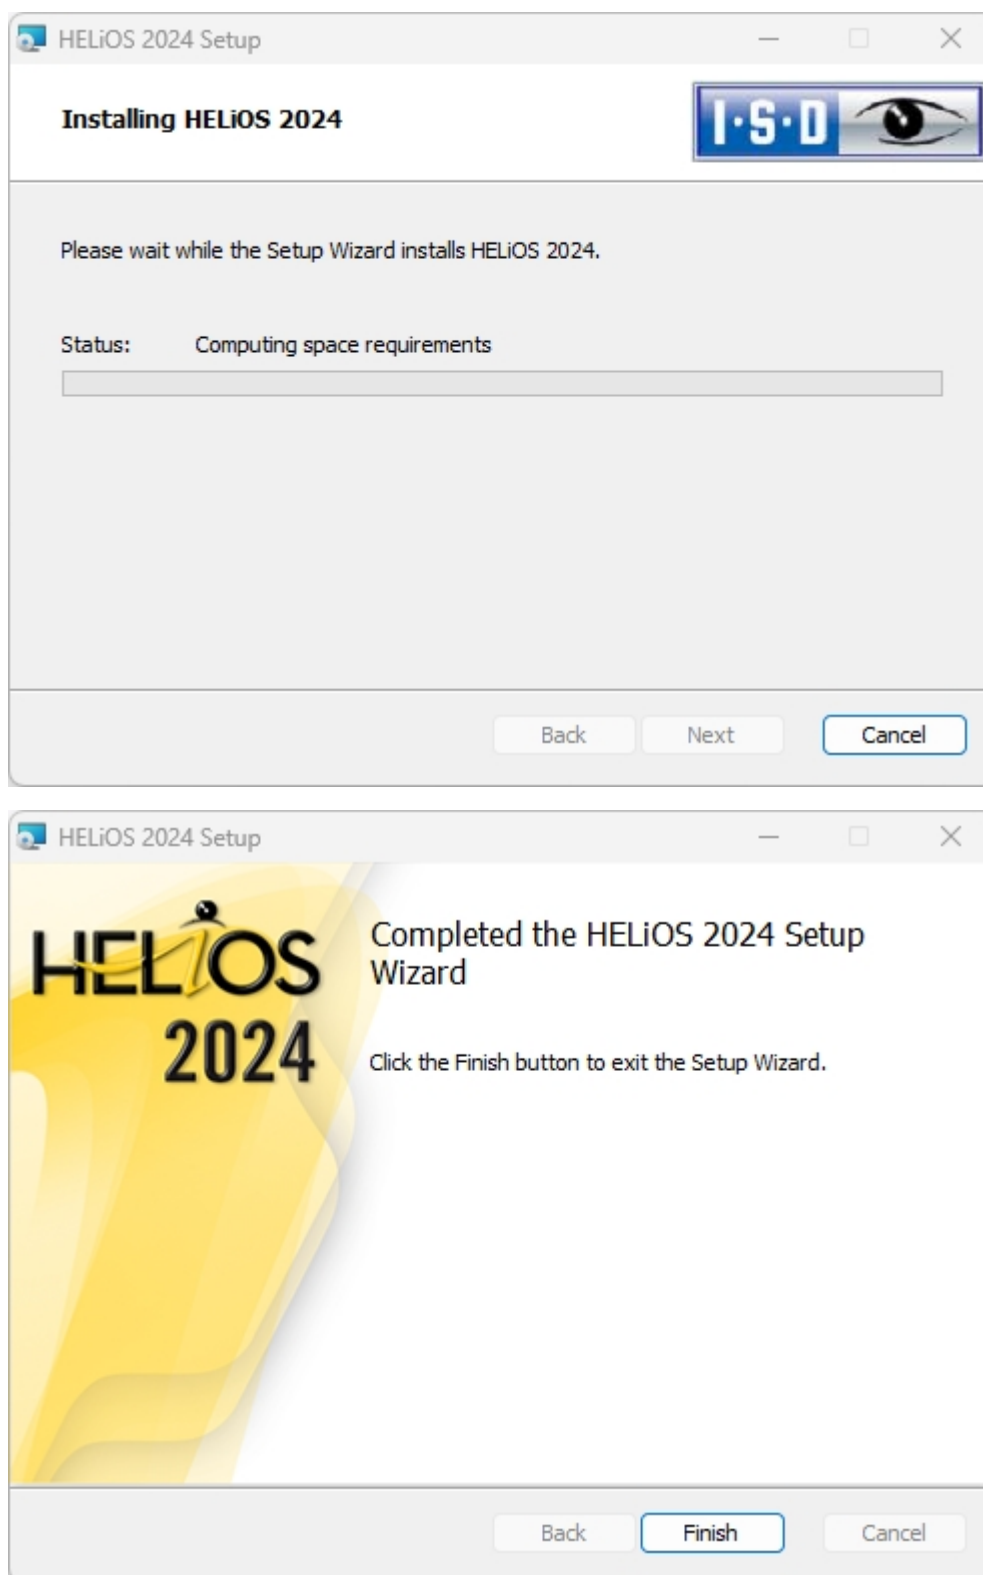 HELiOS 2024 Setup
Installing HELiOS 2024
I·S·D
Please wait while the Setup Wizard installs HELiOS 2024.
Status: Computing space requirements
Back Next Cancel
HELiOS 2024 Setup
HELiOS
2024
Completed the HELiOS 2024 Setup
Wizard
Click the Finish button to exit the Setup Wizard.
Back Finish Cancel